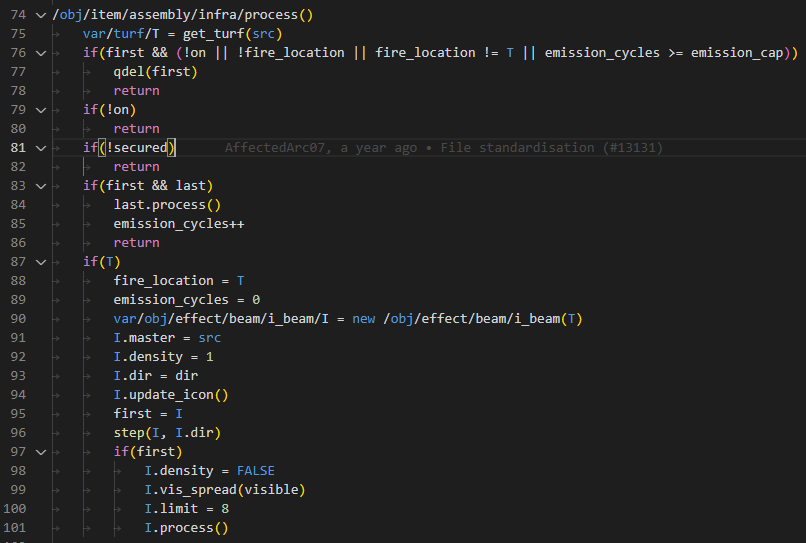 74 /obj/item/assembly/infra/process()
75 var/turf/T = get_turf(src)
76 if(first && (!on || !fire_location || fire_location != T || emission_cycles >= emission_cap))
77 qdel(first)
78 return
79 if(!on)
80 return
81 if(!secured) AffectedArc07, a year ago • File standardisation (#13131)
82 return
83 if(first && last)
84 last.process()
85 emission_cycles++
86 return
87 if(T)
88 fire_location = T
89 emission_cycles = 0
90 var/obj/effect/beam/i_beam/I = new /obj/effect/beam/i_beam(T)
91 I.master = src
92 I.density = 1
93 I.dir = dir
94 I.update_icon()
95 first = I
96 step(I, I.dir)
97 if(first)
98 I.density = FALSE
99 I.vis_spread(visible)
100 I.limit = 8
101 I.process()